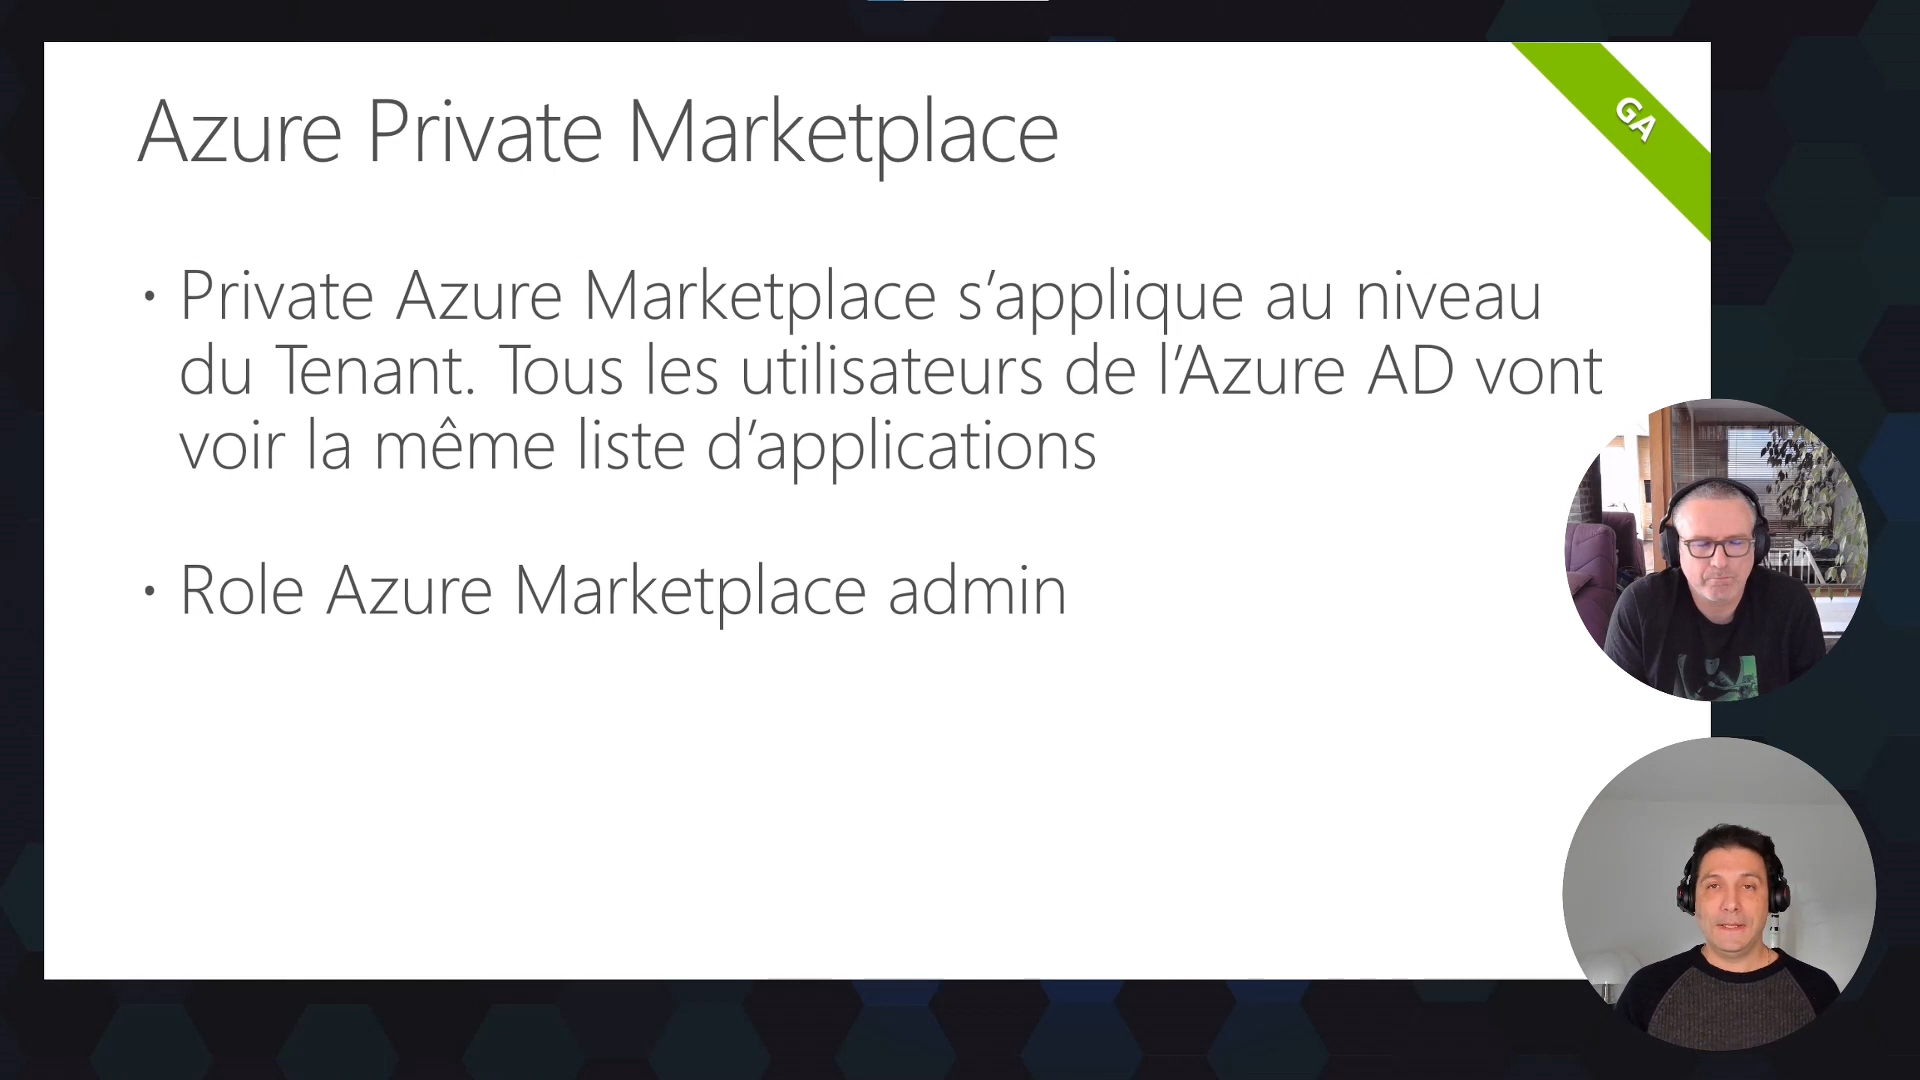 Azure Private Marketplace
GA
• Private Azure Marketplace s’applique au niveau
du Tenant. Tous les utilisateurs de l’Azure AD vont
voir la même liste d’applications
• Role Azure Marketplace admin